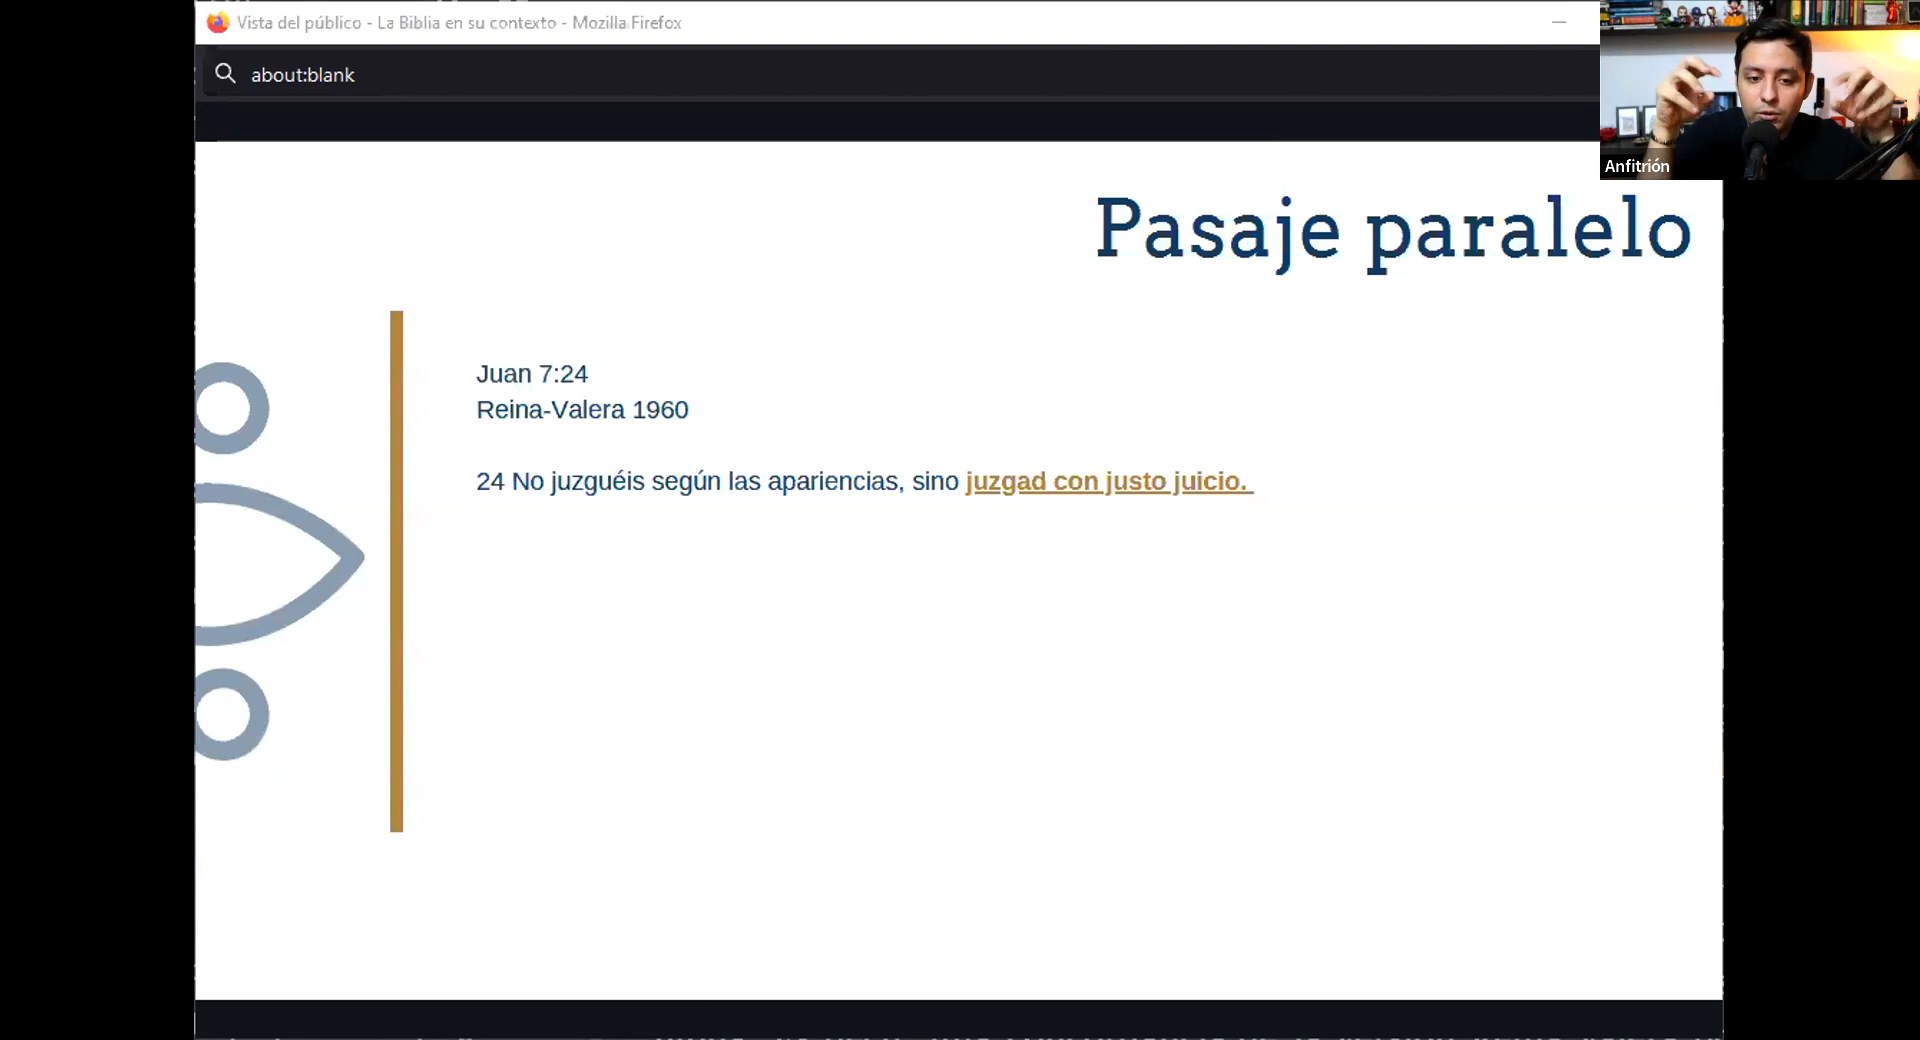 Vista del público - La Biblia en su contexto - Mozilla Firefox
about:blank
Anfitrión
Pasaje paralelo
Juan 7:24
Reina-Valera 1960
24 No juzguéis según las apariencias, sino juzgad con justo juicio.